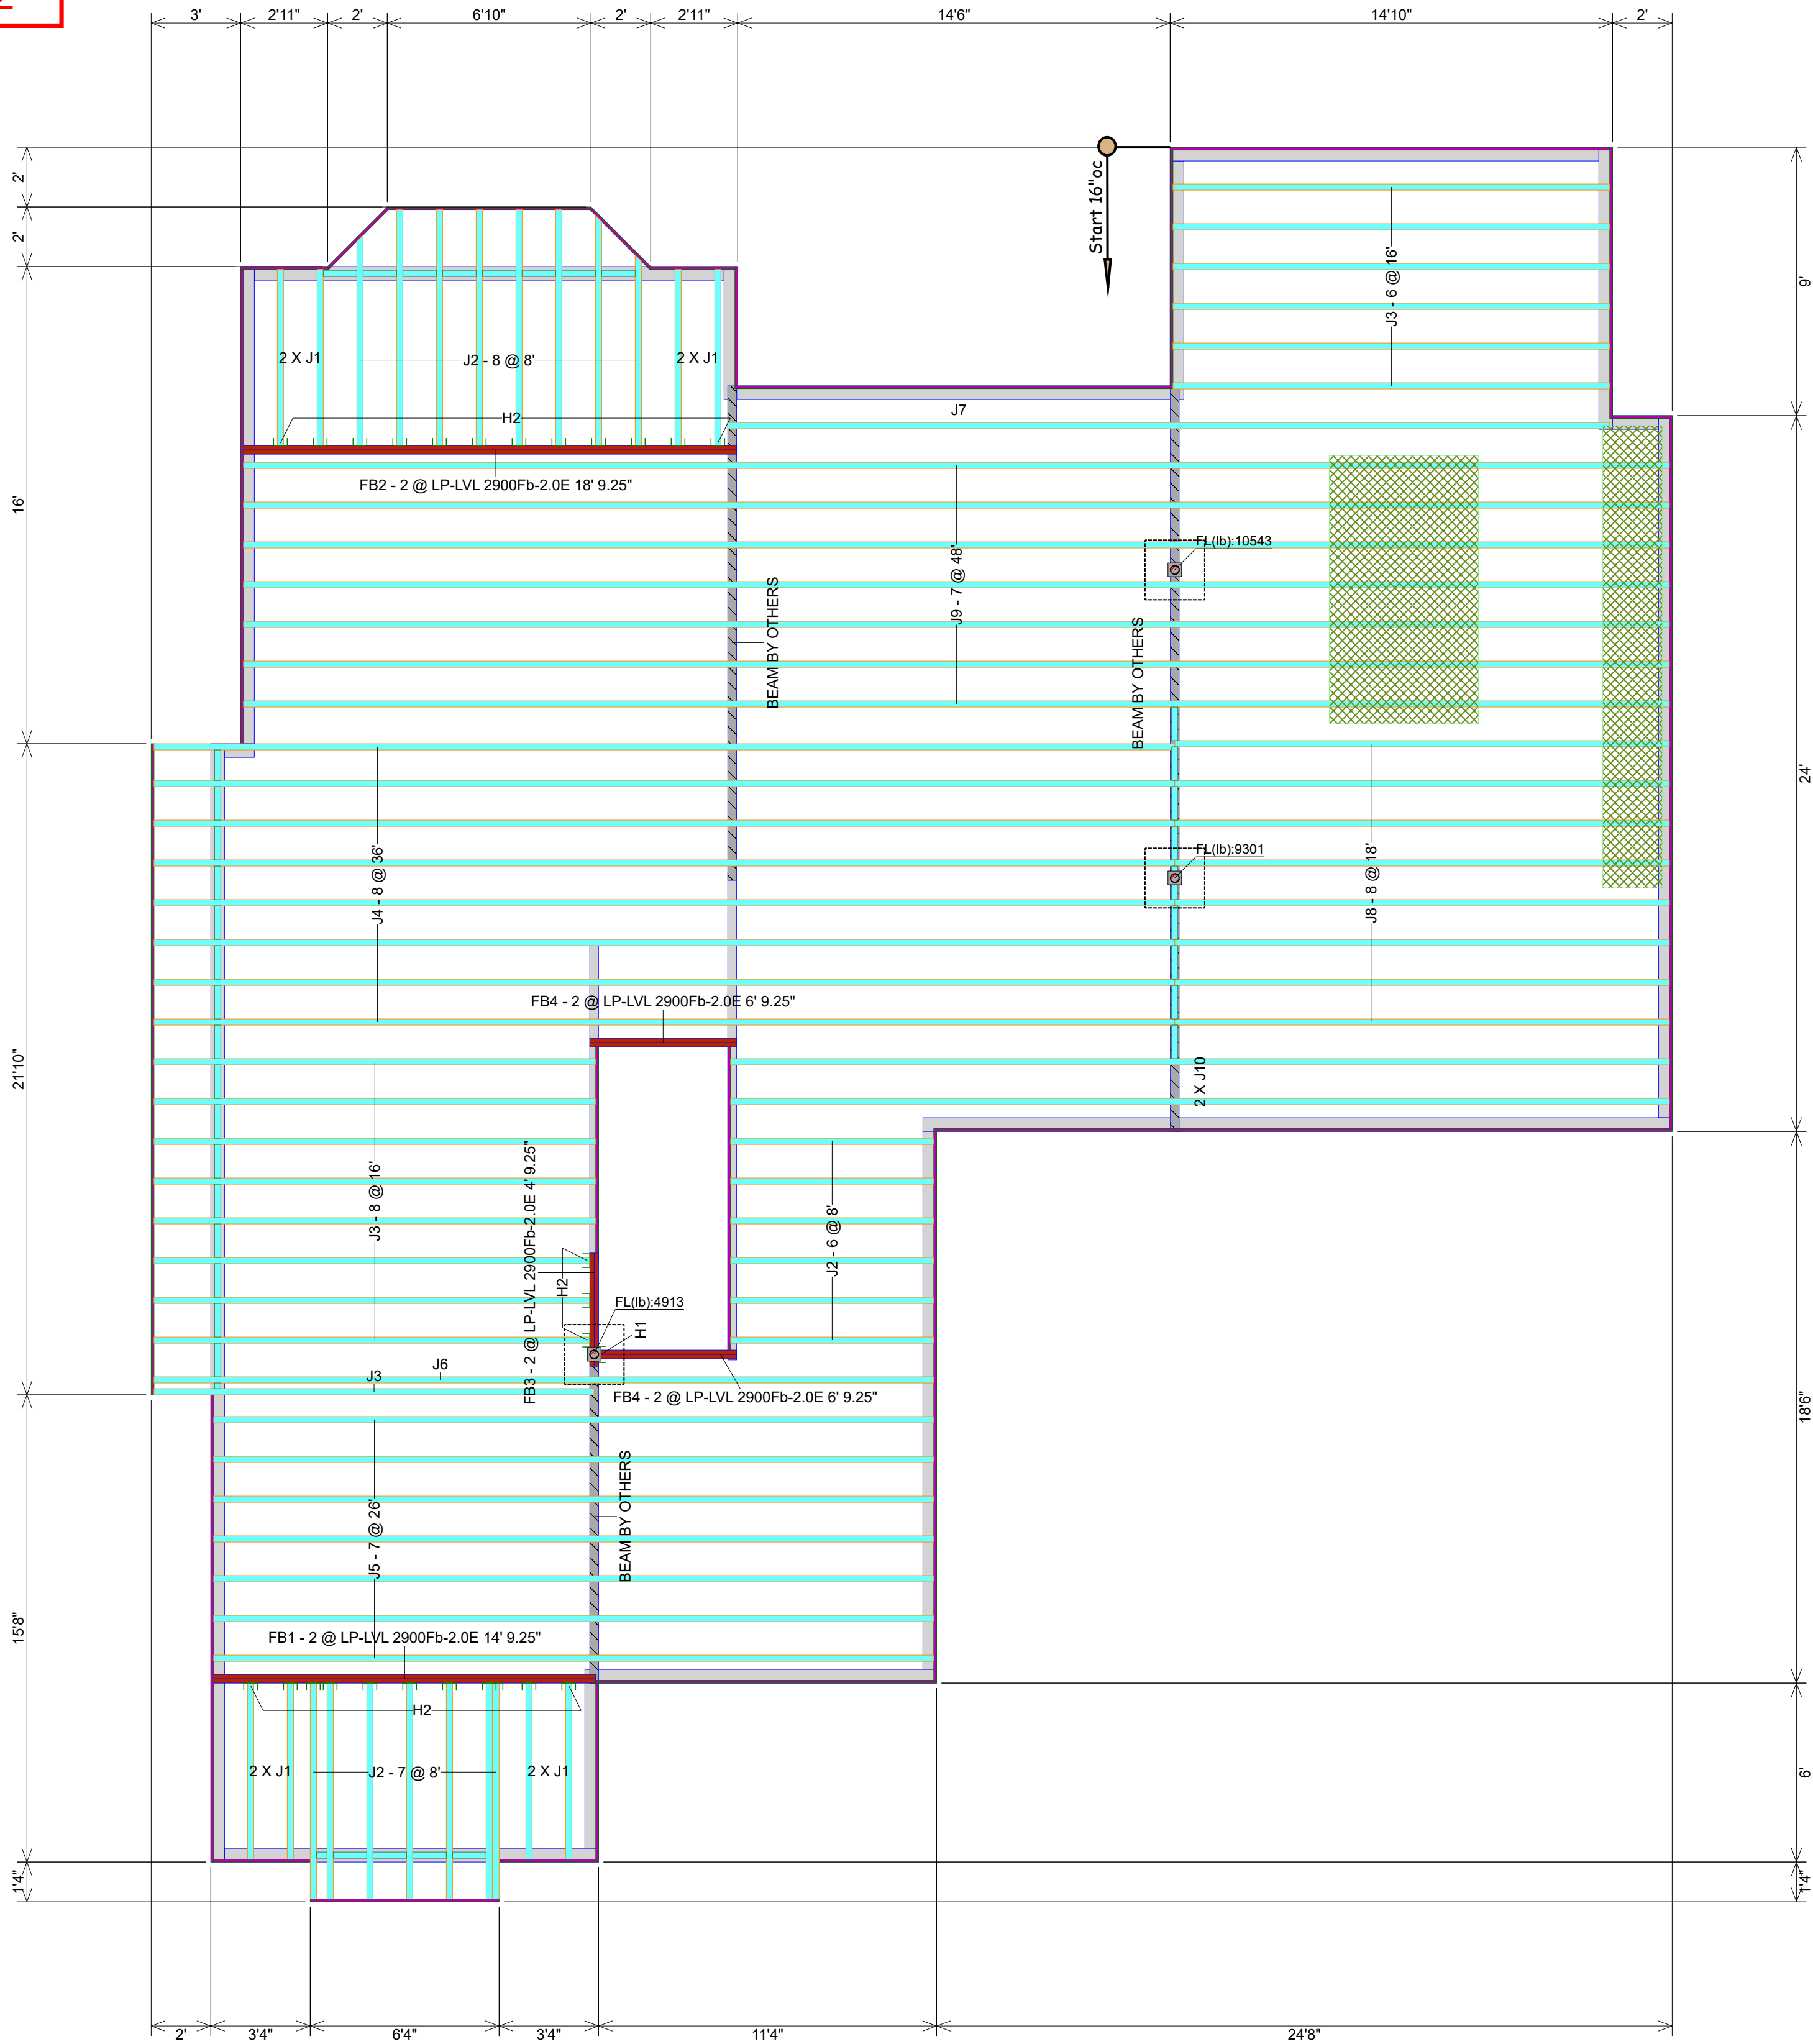 3'
2'11"
2'
6'10"
2'
2'11"
14'6"
14'10"
2'
2'
2'
16'
21'10"
15'8"
1'4"
9'
24'
18'6"
6'
1'4"
Start 16"oc
J3 - 6 @ 16'
2 X J1
J2 - 8 @ 8'
2 X J1
H2
J7
FB2 - 2 @ LP-LVL 2900Fb-2.0E 18' 9.25"
FL(lb):10543
J9 - 7 @ 48'
BEAM BY OTHERS
BEAM BY OTHERS
FL(lb):9301
J4 - 8 @ 36'
J8 - 8 @ 18'
FB4 - 2 @ LP-LVL 2900Fb-2.0E 6' 9.25"
2 X J10
J3 - 8 @ 16'
FB3 - 2 @ LP-LVL 2900Fb-2.0E 4' 9.25"
J2 - 6 @ 8'
H2
FL(lb):4913
H1
J6
J3
FB4 - 2 @ LP-LVL 2900Fb-2.0E 6' 9.25"
J5 - 7 @ 26'
BEAM BY OTHERS
FB1 - 2 @ LP-LVL 2900Fb-2.0E 14' 9.25"
H2
2 X J1
J2 - 7 @ 8'
2 X J1
2'
3'4"
6'4"
3'4"
11'4"
24'8"